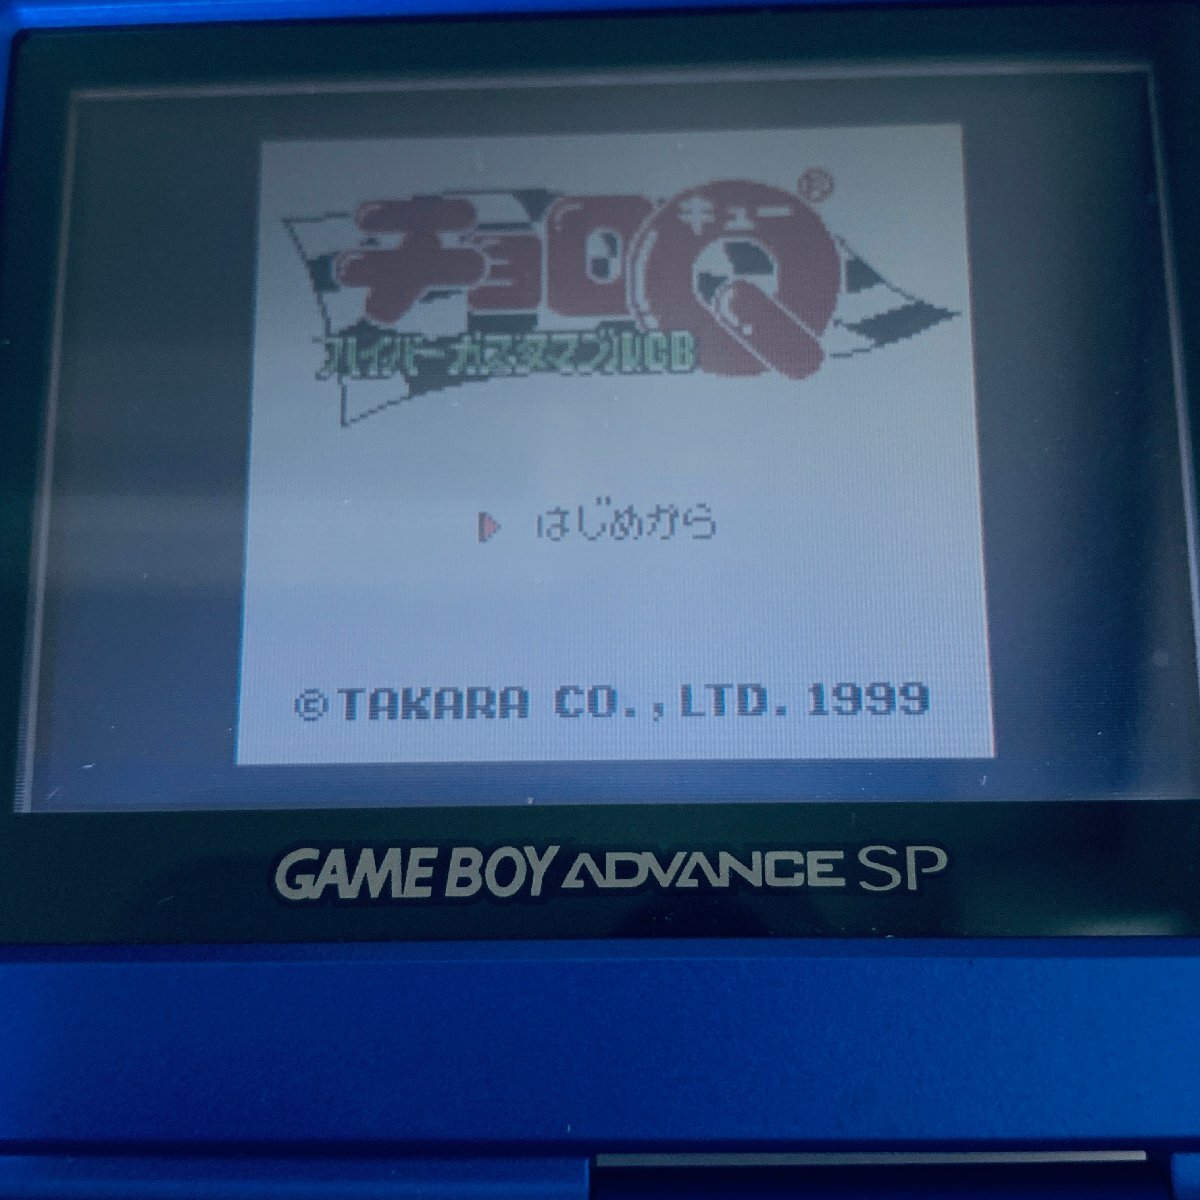 チョロQ®
キュー
ハイパーカスタマブルGB
はじめから
©TAKARA CO.,LTD.1999
GAME BOY ADVANCE SP